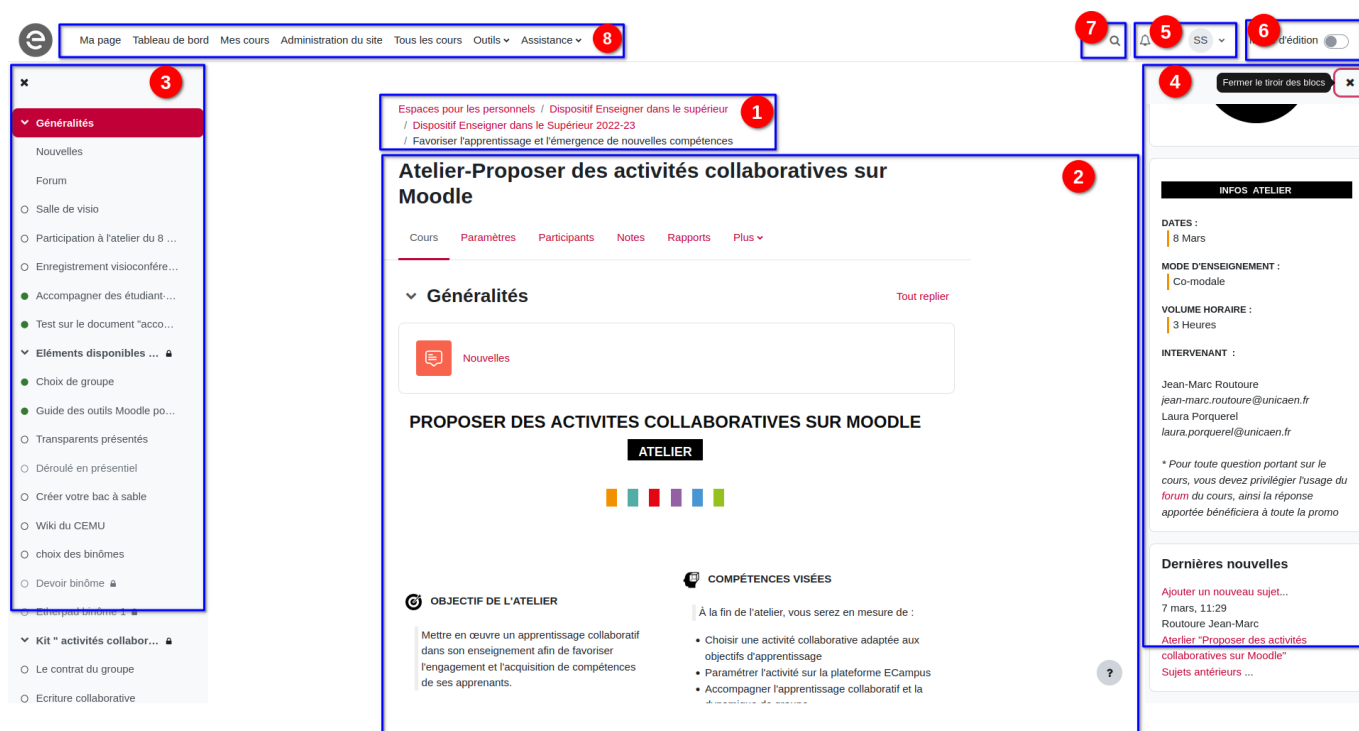 Ma page Tableau de bord Mes cours Administration du site Tous les cours Outils Assistance 8
7
5 SS
6 d'édition
3
4 Fermer le tiroir des blocs
Généralités
Nouvelles
Forum
Salle de visio
Participation à l'atelier du 8 ...
Enregistrement visioconfére...
Accompagner des étudiant·...
Test sur le document "acco...
Eléments disponibles ...
Choix de groupe
Guide des outils Moodle po...
Transparents présentés
Déroulé en présentiel
Créer votre bac à sable
Wiki du CEMU
choix des binômes
Devoir binôme
Etherpad binôme 1
Kit " activités collabor...
Le contrat du groupe
Ecriture collaborative
Espaces pour les personnels / Dispositif Enseigner dans le supérieur
/ Dispositif Enseigner dans le Supérieur 2022-23
/ Favoriser l'apprentissage et l'émergence de nouvelles compétences
1
2
Atelier-Proposer des activités collaboratives sur
Moodle
Cours Paramètres Participants Notes Rapports Plus
Généralités Tout replier
Nouvelles
PROPOSER DES ACTIVITES COLLABORATIVES SUR MOODLE
ATELIER
OBJECTIF DE L'ATELIER
Mettre en œuvre un apprentissage collaboratif
dans son enseignement afin de favoriser
l'engagement et l'acquisition de compétences
de ses apprenants.
COMPÉTENCES VISÉES
À la fin de l'atelier, vous serez en mesure de :
• Choisir une activité collaborative adaptée aux
objectifs d'apprentissage
• Paramétrer l'activité sur la plateforme ECampus
• Accompagner l'apprentissage collaboratif et la
dynamique de groupe
?
INFOS ATELIER
DATES :
8 Mars
MODE D'ENSEIGNEMENT :
Co-modale
VOLUME HORAIRE :
3 Heures
INTERVENANT :
Jean-Marc Routoure
jean-marc.routoure@unicaen.fr
Laura Porquerel
laura.porquerel@unicaen.fr
* Pour toute question portant sur le
cours, vous devez privilégier l'usage du
forum du cours, ainsi la réponse
apportée bénéficiera à toute la promo
Dernières nouvelles
Ajouter un nouveau sujet...
7 mars, 11:29
Routoure Jean-Marc
Aterlier "Proposer des activités
collaboratives sur Moodle"
Sujets antérieurs ...